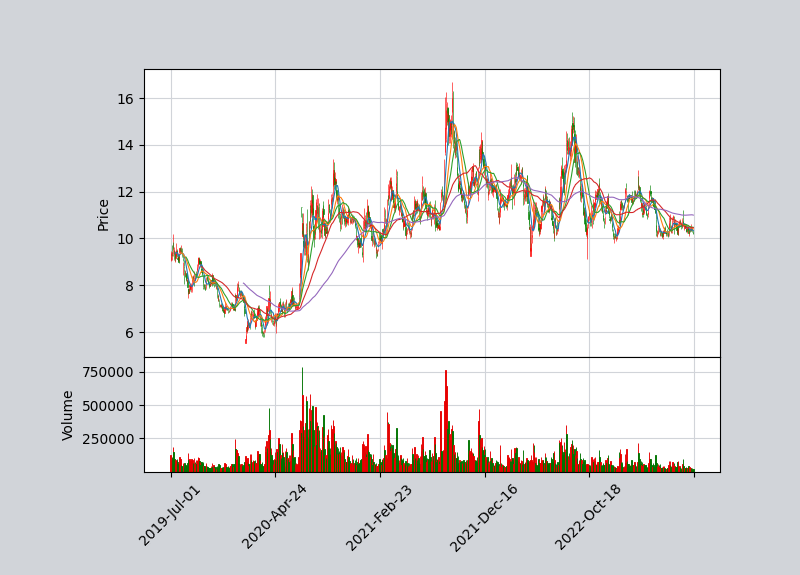 Price
16
14
12
10
8
6
Volume
750000
500000
250000
2019-Jul-01
2020-Apr-24
2021-Feb-23
2021-Dec-16
2022-Oct-18